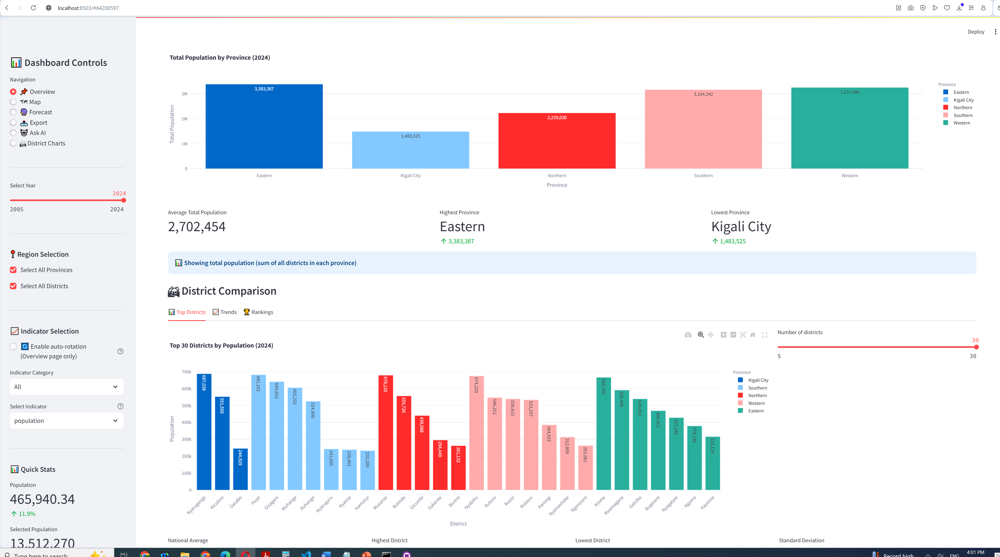 localhost:8503/#64200597
Deploy
Dashboard Controls
Navigation
Overview
Map
Forecast
Export
Ask AI
District Charts
Select Year
2024
2005
2024
Region Selection
Select All Provinces
Select All Districts
Indicator Selection
Enable auto-rotation
(Overview page only)
Indicator Category
All
Select Indicator
population
Quick Stats
Population
465,940.34
11.9%
Selected Population
13,512,270
Total Population by Province (2024)
Total Population
3M
2M
1M
0
3,383,387
1,483,525
2,229,030
3,164,342
3,251,986
Eastern
Kigali City
Northern
Southern
Western
Province
Province
Eastern
Kigali City
Northern
Southern
Western
Average Total Population
2,702,454
Highest Province
Eastern
3,383,387
Lowest Province
Kigali City
1,483,525
Showing total population (sum of all districts in each province)
District Comparison
Top Districts
Trends
Rankings
Number of districts
30
5
30
Top 30 Districts by Population (2024)
Population
700k
600k
500k
400k
300k
200k
100k
0
687,038
551,558
244,929
681,102
640,603
605,202
524,600
242,085
238,461
232,289
678,135
555,726
439,588
294,449
261,132
674,220
546,252
538,415
533,297
384,933
312,808
262,061
665,708
590,448
538,302
468,361
427,248
378,196
315,124
Nyarugenge
Kicukiro
Gasabo
Huye
Gisagara
Muhanga
Ruhango
Nyaruguru
Nyanza
Kamonyi
Musanze
Rulindo
Gicumbi
Gakenke
Burera
Nyabihu
Rutsiro
Rusizi
Rubavu
Karongi
Nyamasheke
Ngororero
Kirehe
Rwamagana
Gatsibo
Bugesera
Nyagatare
Ngoma
Kayonza
District
Province
Kigali City
Southern
Northern
Western
Eastern
National Average
Highest District
Lowest District
Standard Deviation
Type here to search
Record high
ENG
4:01 PM